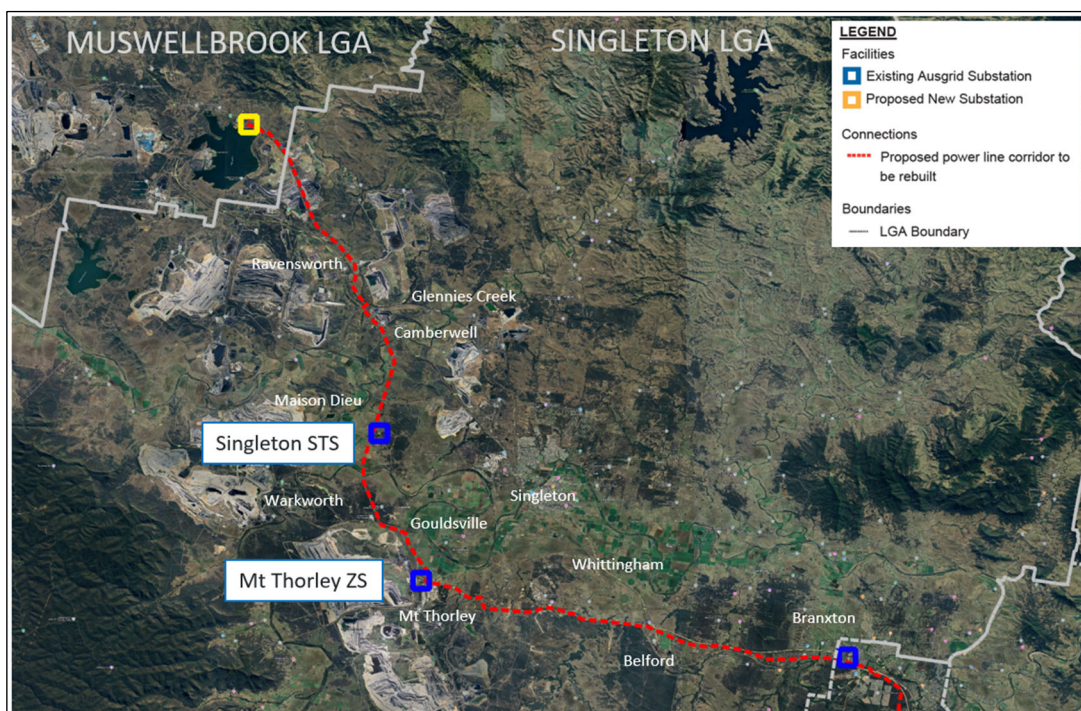 MUSWELLBROOK LGA
SINGLETON LGA
LEGEND
Facilities
Existing Ausgrid Substation
Proposed New Substation
Connections
Proposed power line corridor to
be rebuilt
Boundaries
LGA Boundary
Ravensworth
Glennies Creek
Camberwell
Maison Dieu
Singleton STS
Warkworth
Singleton
Gouldsville
Whittingham
Mt Thorley ZS
Mt Thorley
Branxton
Belford